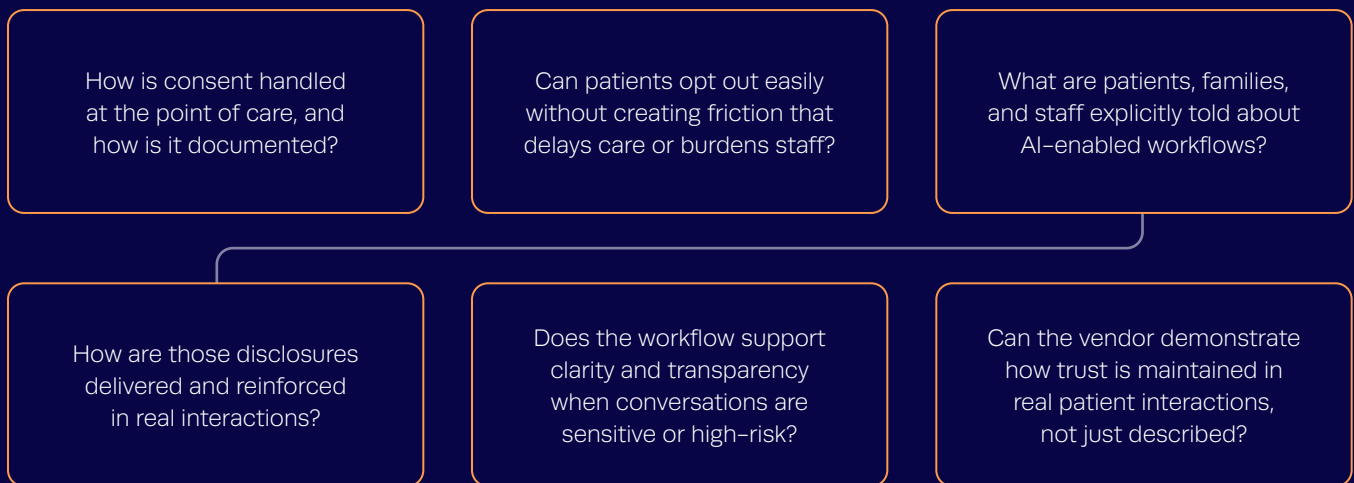 How is consent handled
at the point of care, and
how is it documented?
Can patients opt out easily
without creating friction that
delays care or burdens staff?
What are patients, families,
and staff explicitly told about
AI-enabled workflows?
How are those disclosures
delivered and reinforced
in real interactions?
Does the workflow support
clarity and transparency
when conversations are
sensitive or high-risk?
Can the vendor demonstrate
how trust is maintained in
real patient interactions,
not just described?